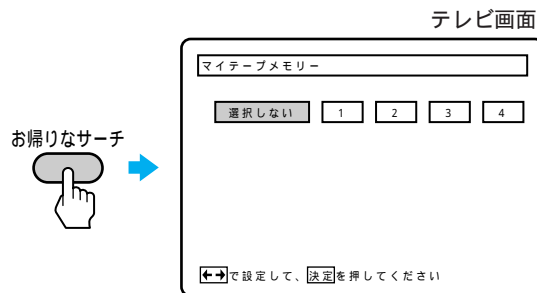 テレビ画面
マイテープメモリー
選択しない 1 2 3 4
お帰りなサーチ
←→で設定して、決定を押してください